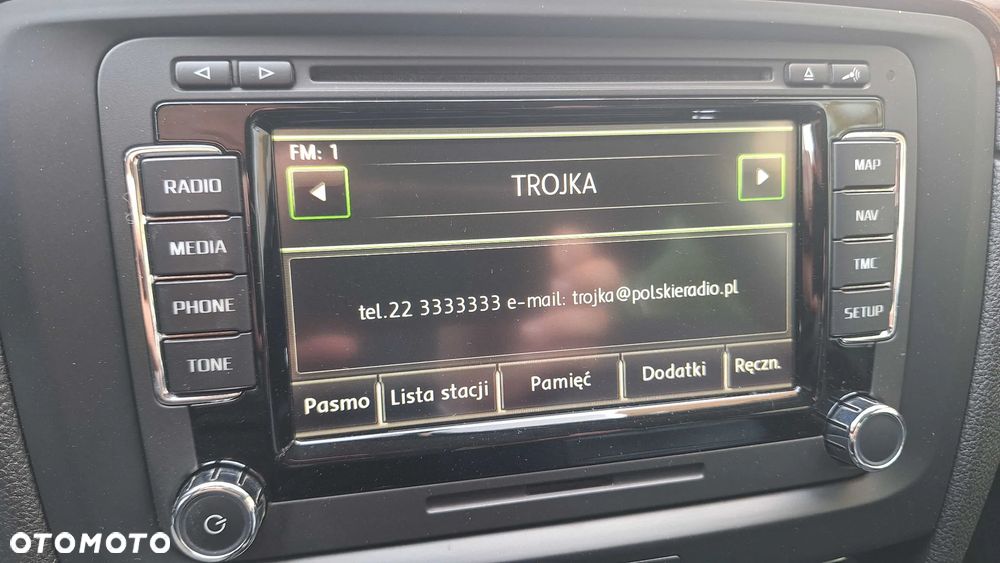 FM: 1
TROJKA
tel.22 3333333 e-mail: trojka@polskieradio.pl
Pasmo Lista stacji Pamięć Dodatki Ręczn.
RADIO
MEDIA
PHONE
TONE
MAP
NAV
TMC
SETUP
OTOMOTO